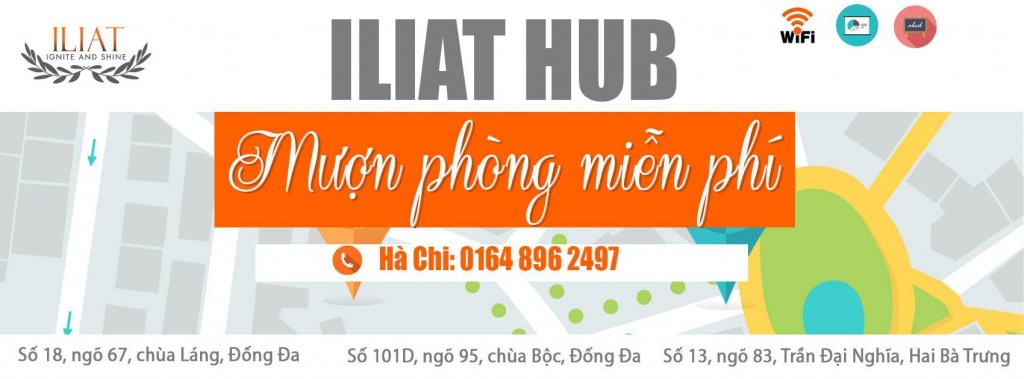 ILIAT
IGNITE AND SHINE
ILIAT HUB
WiFi
abcd
Mượn phòng miễn phí
Hà Chi: 0164 896 2497
Số 18, ngõ 67, chùa Láng, Đống Đa
Số 101D, ngõ 95, chùa Bộc, Đống Đa
Số 13, ngõ 83, Trần Đại Nghĩa, Hai Bà Trưng